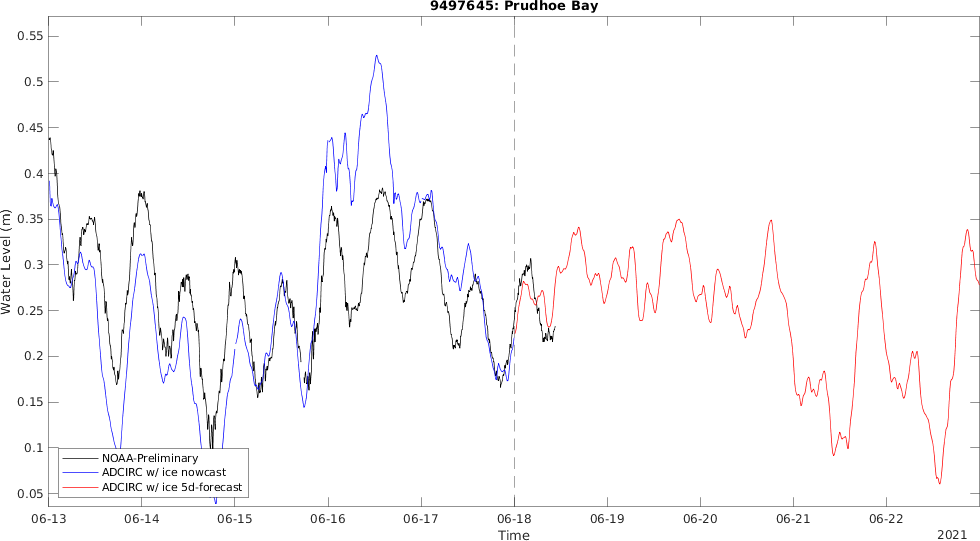 9497645: Prudhoe Bay
Water Level (m)
0.55
0.5
0.45
0.4
0.35
0.3
0.25
0.2
0.15
0.1
0.05
NOAA-Preliminary
ADCIRC w/ ice nowcast
ADCIRC w/ ice 5d-forecast
06-13 06-14 06-15 06-16 06-17 06-18 06-19 06-20 06-21 06-22
Time
2021